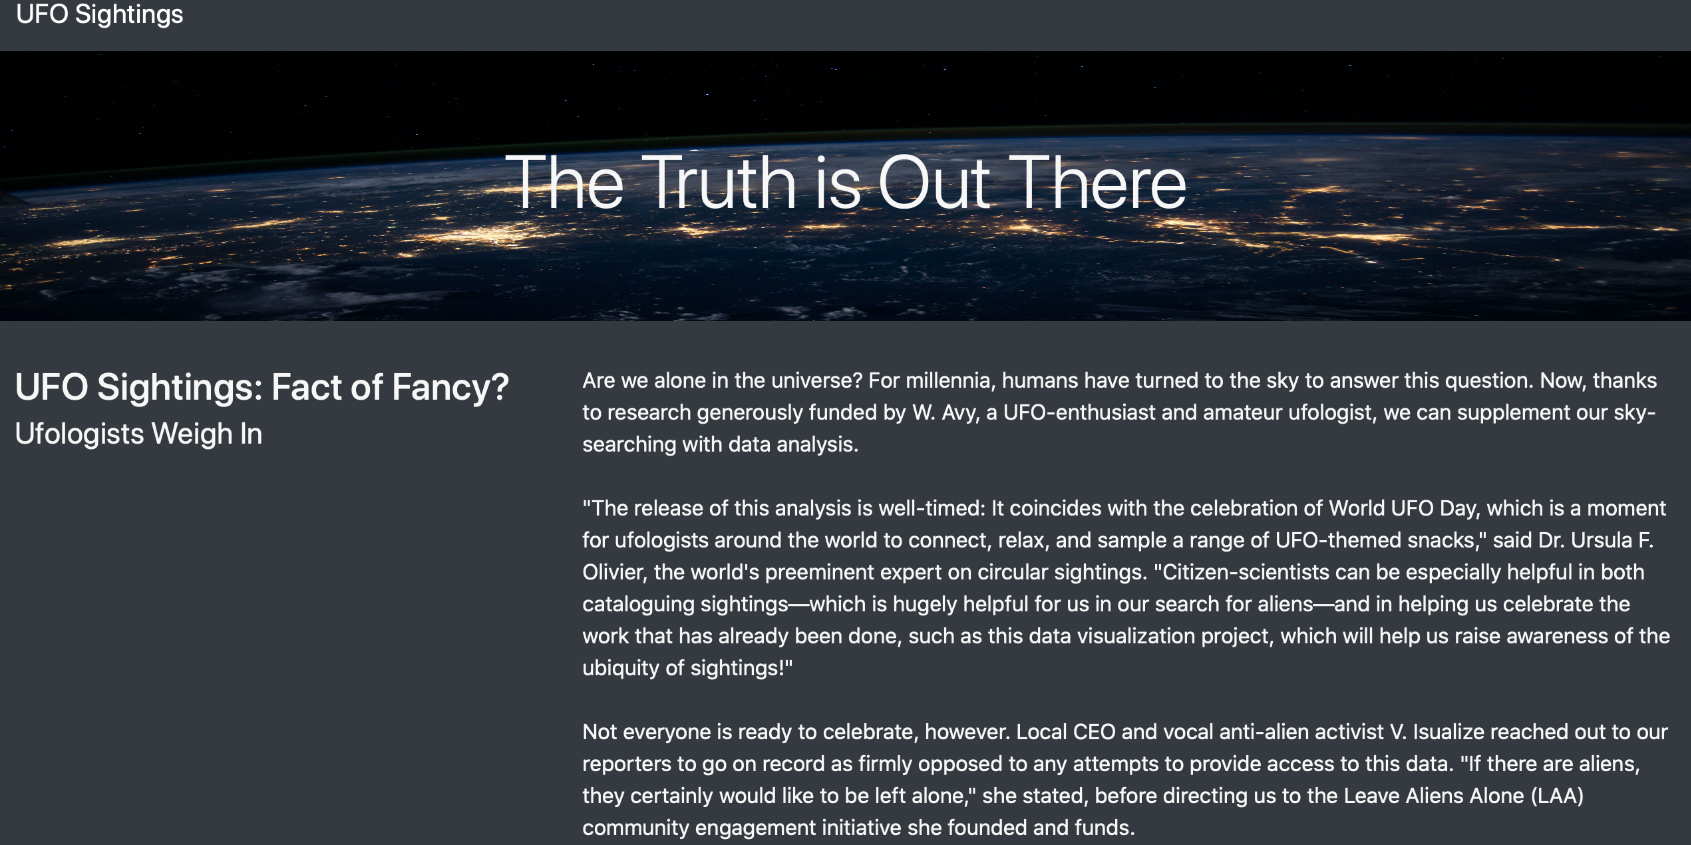 UFO Sightings
The Truth is Out There
UFO Sightings: Fact of Fancy?
Ufologists Weigh In
Are we alone in the universe? For millennia, humans have turned to the sky to answer this question. Now, thanks
to research generously funded by W. Avy, a UFO-enthusiast and amateur ufologist, we can supplement our sky-
searching with data analysis.
"The release of this analysis is well-timed: It coincides with the celebration of World UFO Day, which is a moment
for ufologists around the world to connect, relax, and sample a range of UFO-themed snacks," said Dr. Ursula F.
Olivier, the world's preeminent expert on circular sightings. "Citizen-scientists can be especially helpful in both
cataloguing sightings—which is hugely helpful for us in our search for aliens—and in helping us celebrate the
work that has already been done, such as this data visualization project, which will help us raise awareness of the
ubiquity of sightings!"
Not everyone is ready to celebrate, however. Local CEO and vocal anti-alien activist V. Isualize reached out to our
reporters to go on record as firmly opposed to any attempts to provide access to this data. "If there are aliens,
they certainly would like to be left alone," she stated, before directing us to the Leave Aliens Alone (LAA)
community engagement initiative she founded and funds.